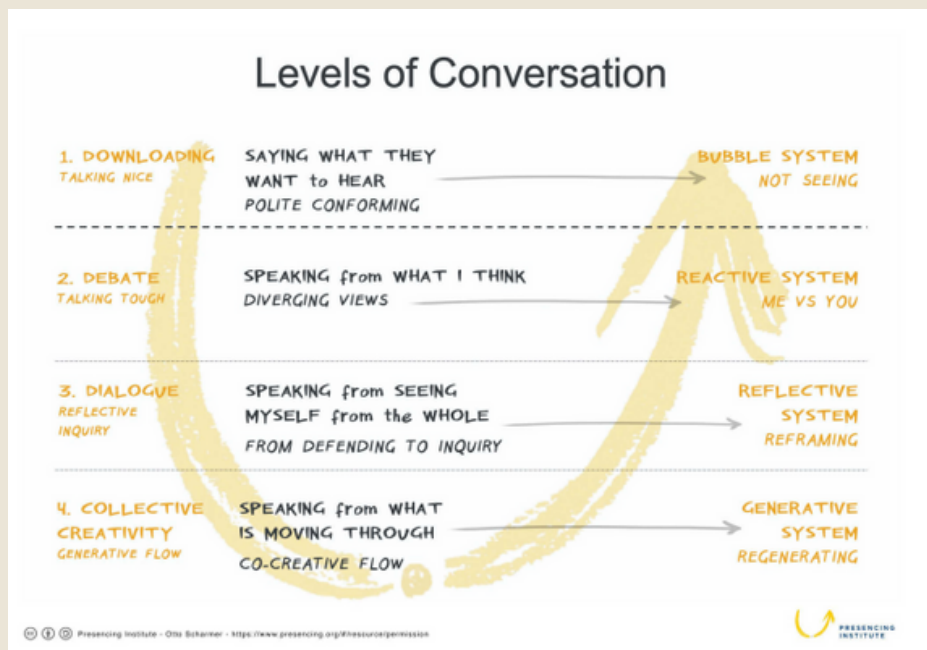 Levels of Conversation
1. DOWNLOADING
TALKING NICE
SAYING WHAT THEY
WANT to HEAR
POLITE CONFORMING
BUBBLE SYSTEM
NOT SEEING
2. DEBATE
TALKING TOUGH
SPEAKING from WHAT I THINK
DIVERGING VIEWS
REACTIVE SYSTEM
ME VS YOU
3. DIALOGUE
REFLECTIVE
INQUIRY
SPEAKING from SEEING
MYSELF from the WHOLE
FROM DEFENDING TO INQUIRY
REFLECTIVE
SYSTEM
REFRAMING
4. COLLECTIVE
CREATIVITY
GENERATIVE FLOW
SPEAKING from WHAT
IS MOVING THROUGH
CO-CREATIVE FLOW
GENERATIVE
SYSTEM
REGENERATING
Presencing Institute - Otto Scharmer - https://www.presencing.org/#/resource/permission
PRESENCING
INSTITUTE